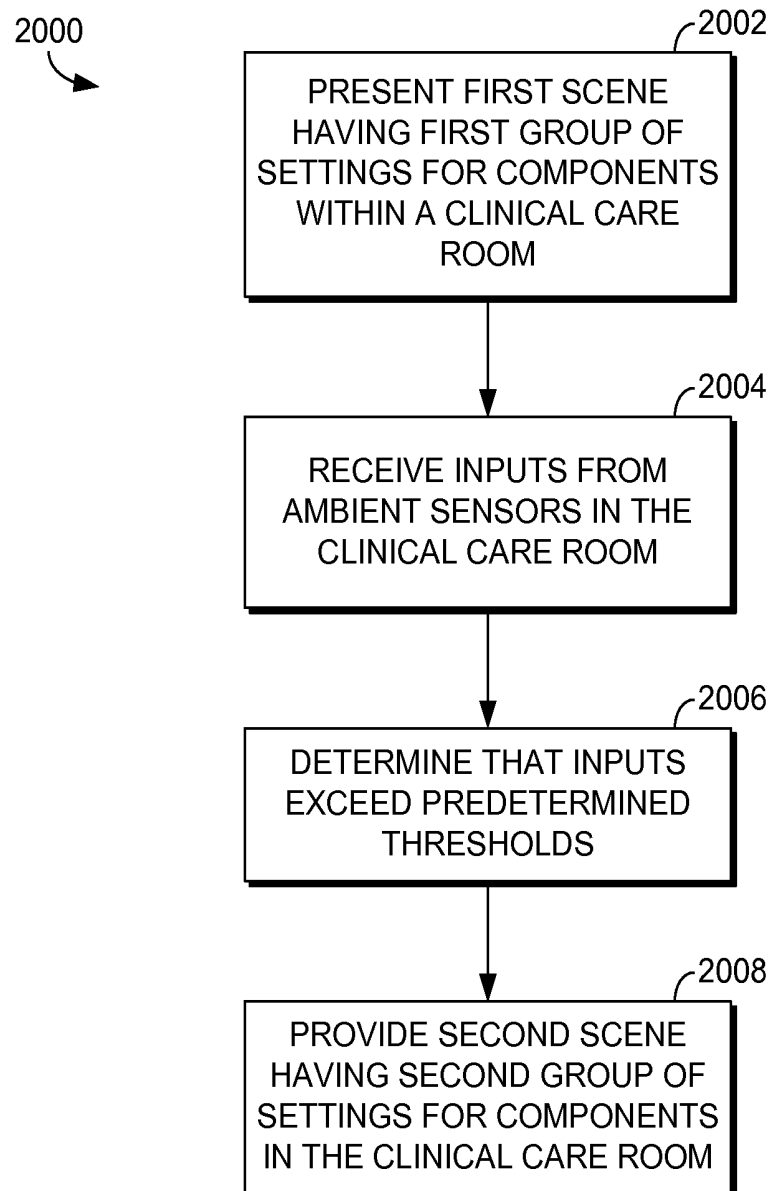 2000
2002
PRESENT FIRST SCENE
HAVING FIRST GROUP OF
SETTINGS FOR COMPONENTS
WITHIN A CLINICAL CARE
ROOM
2004
RECEIVE INPUTS FROM
AMBIENT SENSORS IN THE
CLINICAL CARE ROOM
2006
DETERMINE THAT INPUTS
EXCEED PREDETERMINED
THRESHOLDS
2008
PROVIDE SECOND SCENE
HAVING SECOND GROUP OF
SETTINGS FOR COMPONENTS
IN THE CLINICAL CARE ROOM